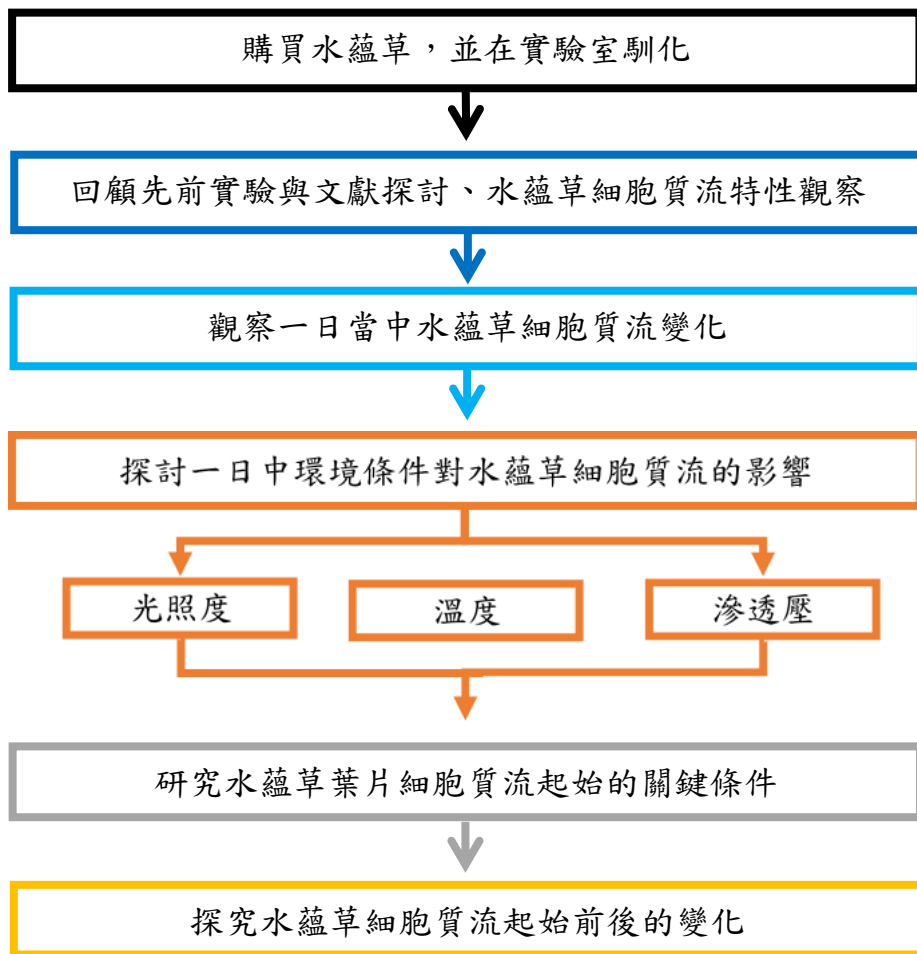 購買水蘊草，並在實驗室馴化
回顧先前實驗與文獻探討、水蘊草細胞質流特性觀察
觀察一日當中水蘊草細胞質流變化
探討一日中環境條件對水蘊草細胞質流的影響
光照度
溫度
滲透壓
研究水蘊草葉片細胞質流起始的關鍵條件
探究水蘊草細胞質流起始前後的變化